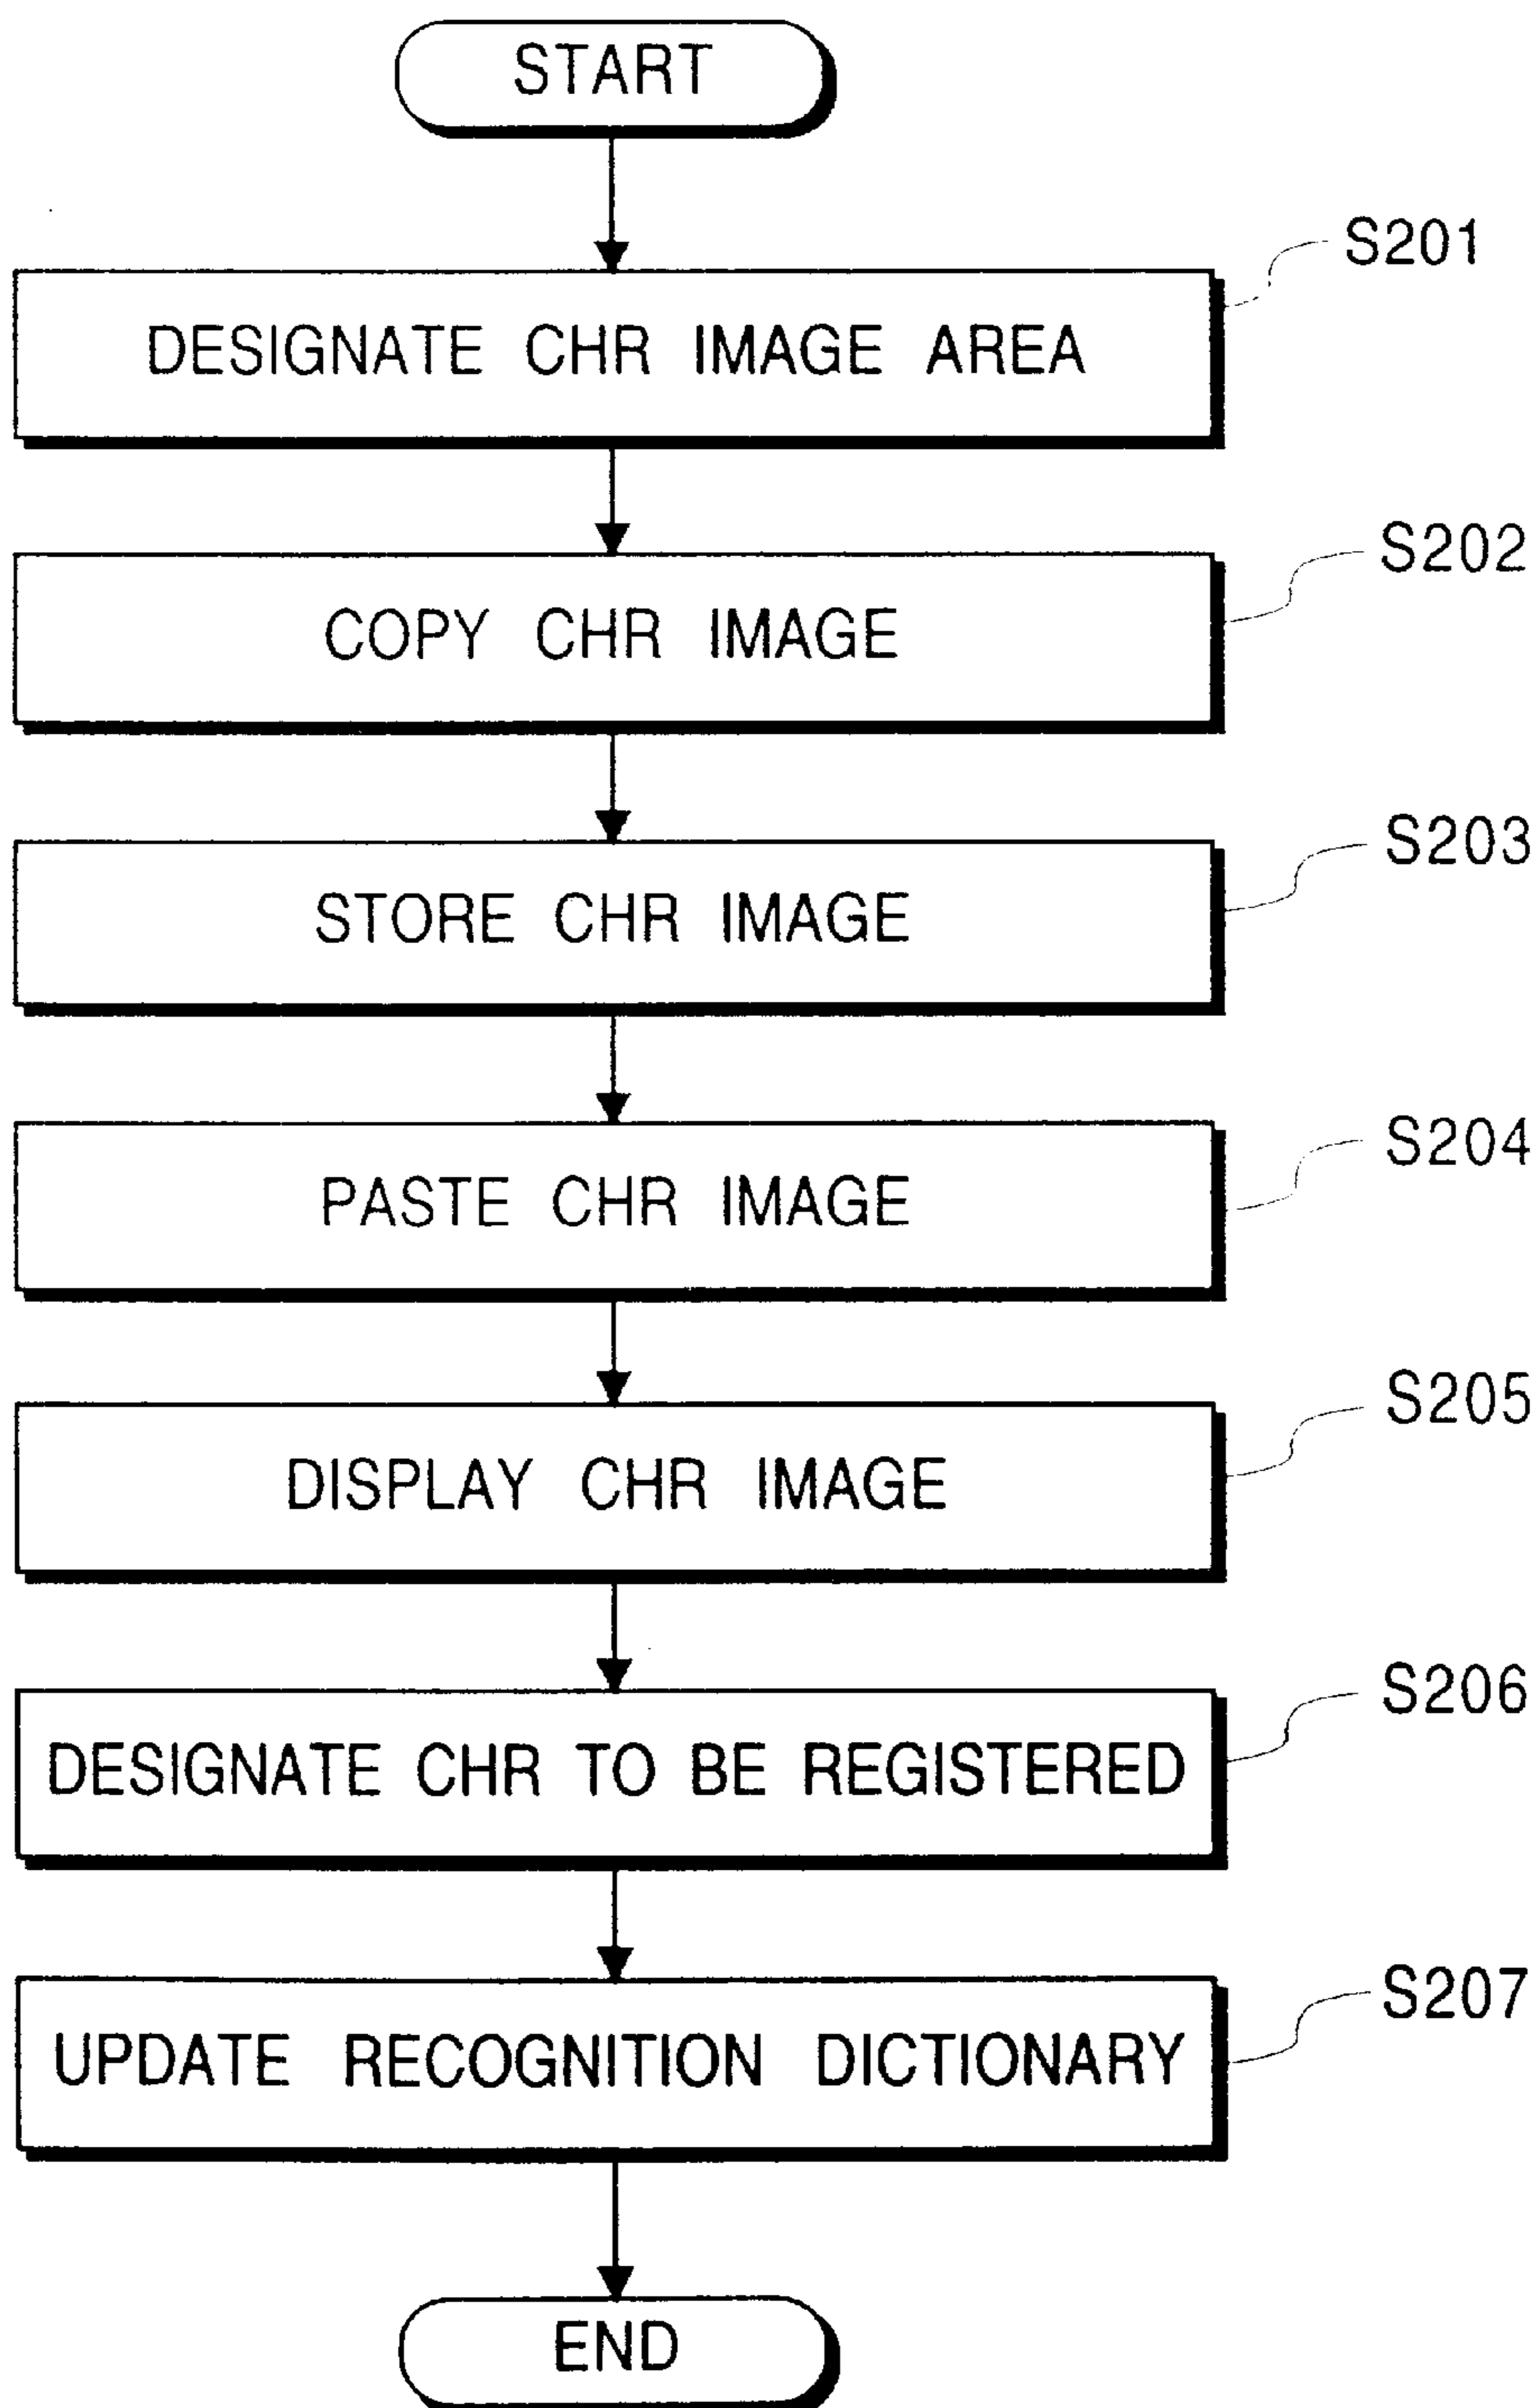 START
S201
DESIGNATE CHR IMAGE AREA
S202
COPY CHR IMAGE
S203
STORE CHR IMAGE
S204
PASTE CHR IMAGE
S205
DISPLAY CHR IMAGE
S206
DESIGNATE CHR TO BE REGISTERED
S207
UPDATE RECOGNITION DICTIONARY
END